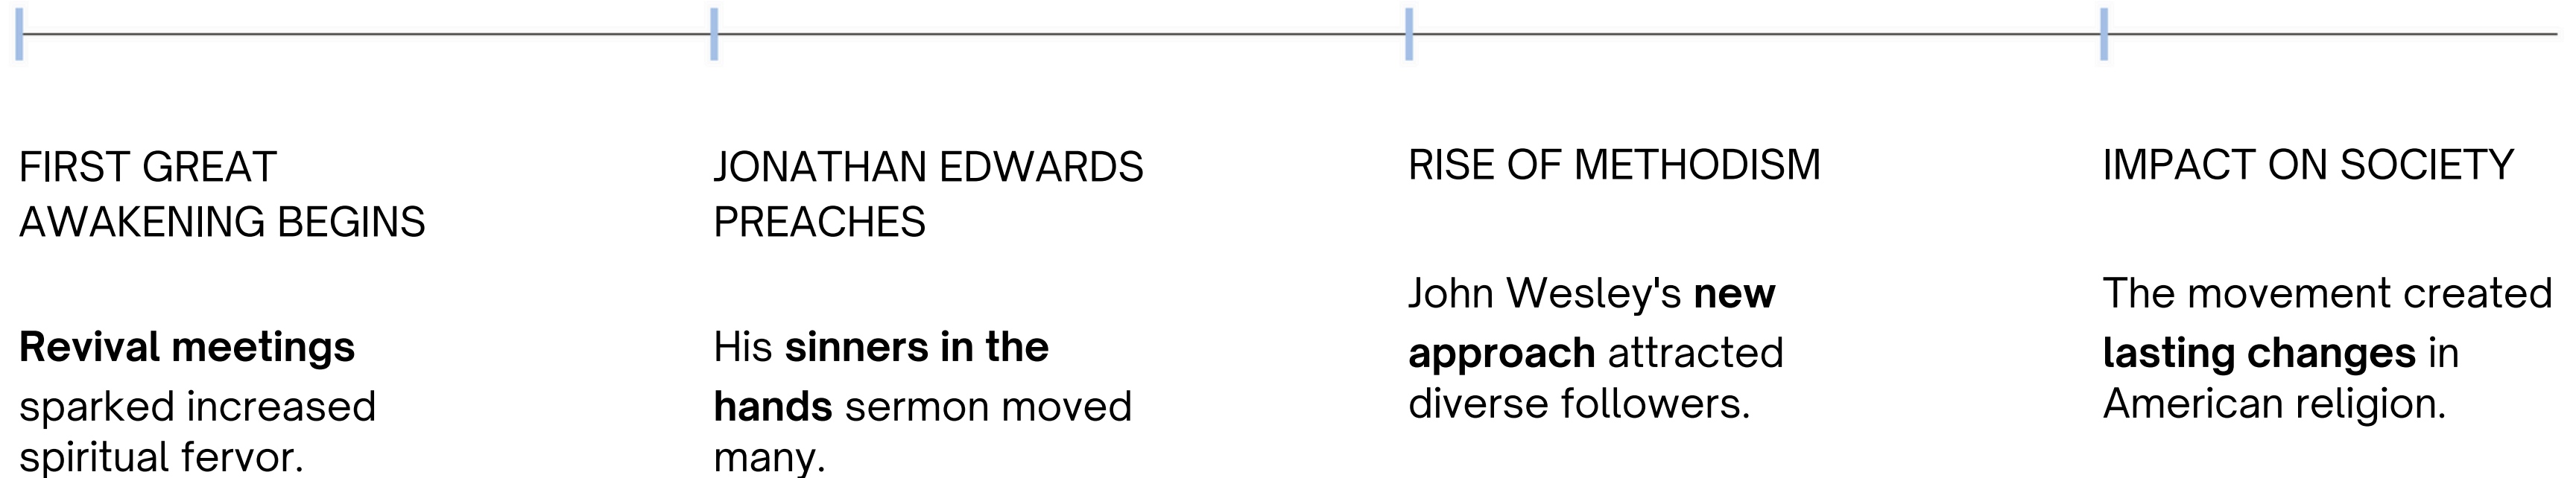 FIRST GREAT
AWAKENING BEGINS
Revival meetings
sparked increased
spiritual fervor.
JONATHAN EDWARDS
PREACHES
His sinners in the
hands sermon moved
many.
RISE OF METHODISM
John Wesley's new
approach attracted
diverse followers.
IMPACT ON SOCIETY
The movement created
lasting changes in
American religion.